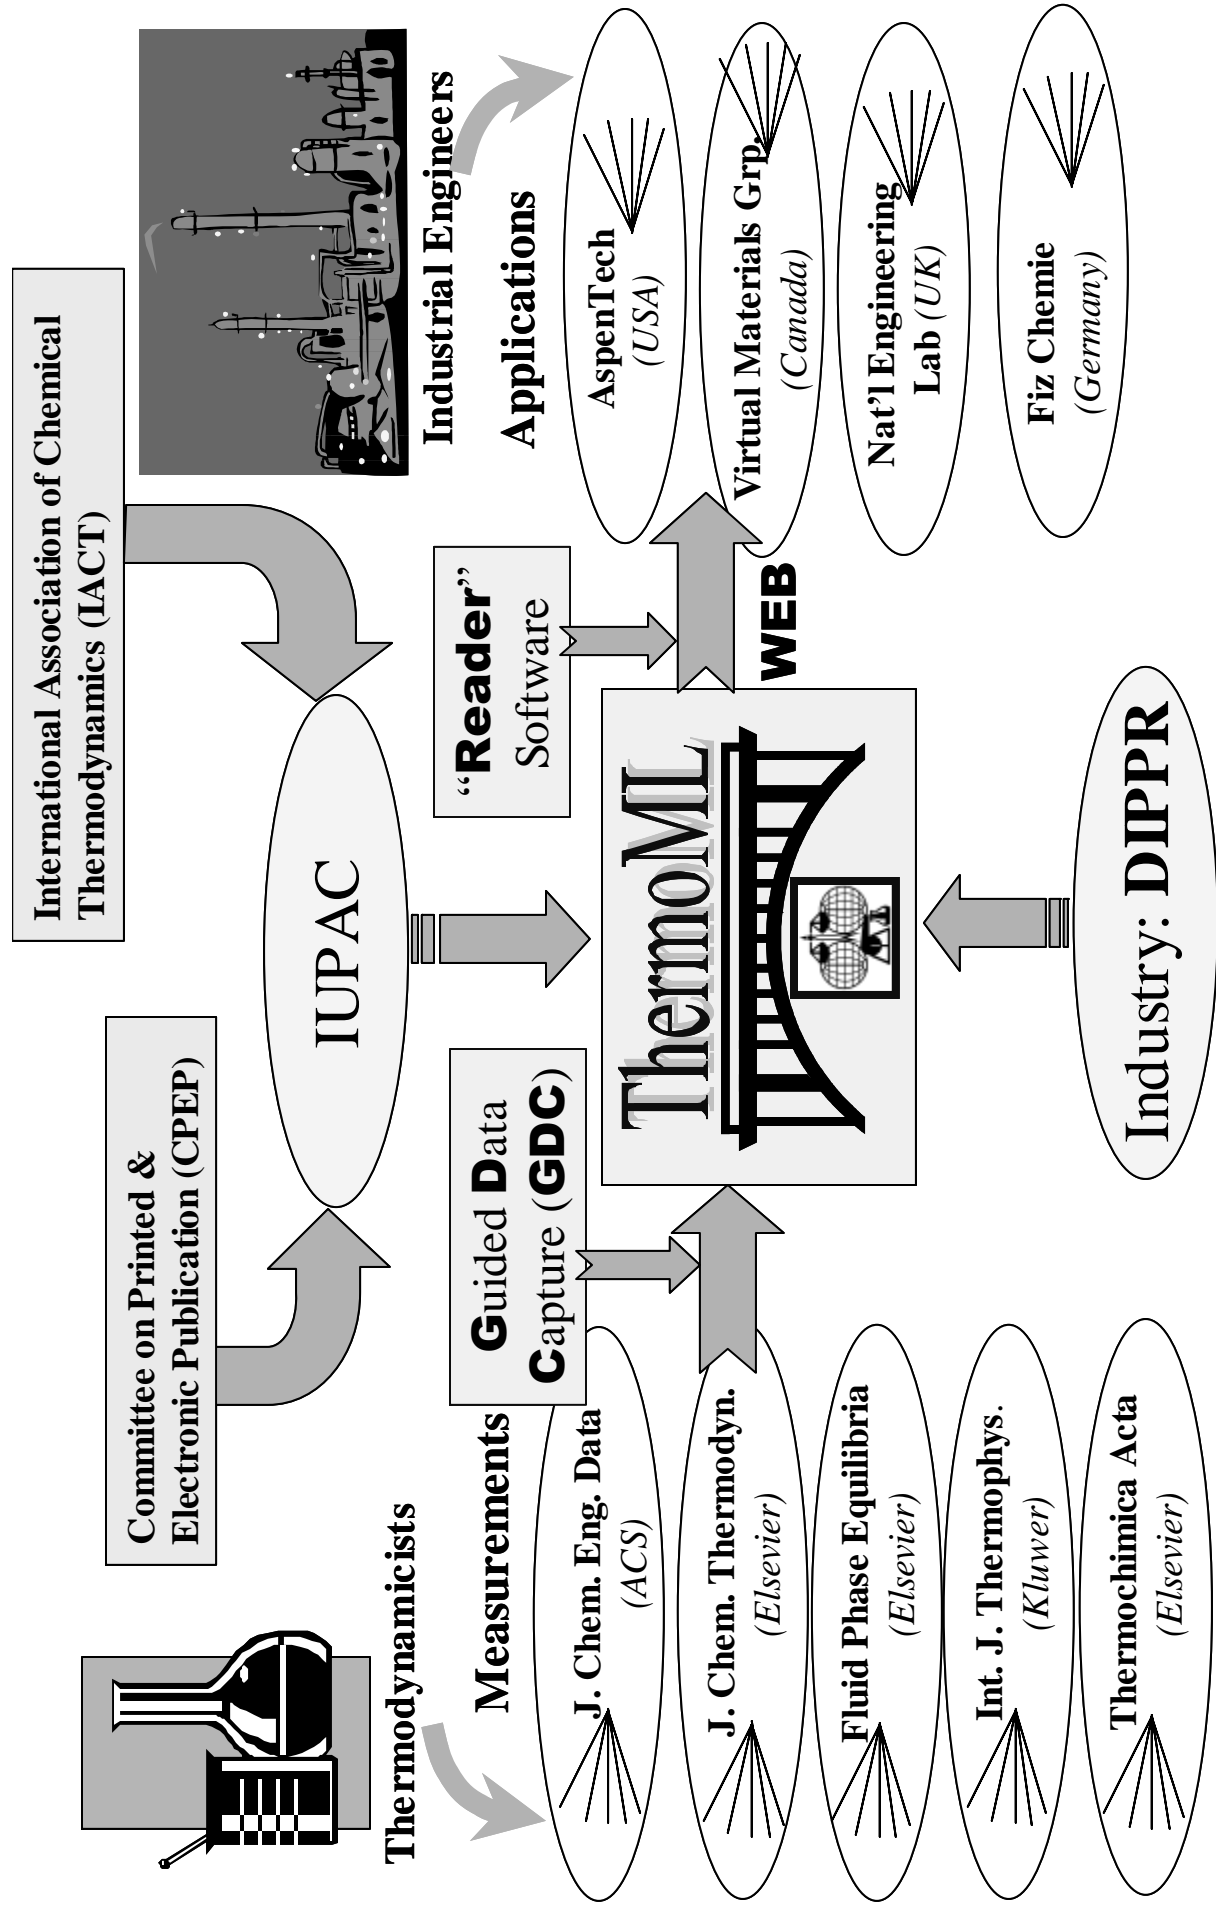 Committee on Printed &
Electronic Publication (CPEP)
International Association of Chemical
Thermodynamics (IACT)
IUPAC
Thermodynamicists
Measurements
Guided Data
Capture (GDC)
"Reader"
Software
Industrial Engineers
Applications
J. Chem. Eng. Data
(ACS)
J. Chem. Thermodyn.
(Elsevier)
Fluid Phase Equilibria
(Elsevier)
Int. J. Thermophys.
(Kluwer)
Thermochimica Acta
(Elsevier)
ThermoML
WEB
AspenTech
(USA)
Virtual Materials Grp.
(Canada)
Nat'l Engineering
Lab (UK)
Fiz Chemie
(Germany)
Industry: DIPPR